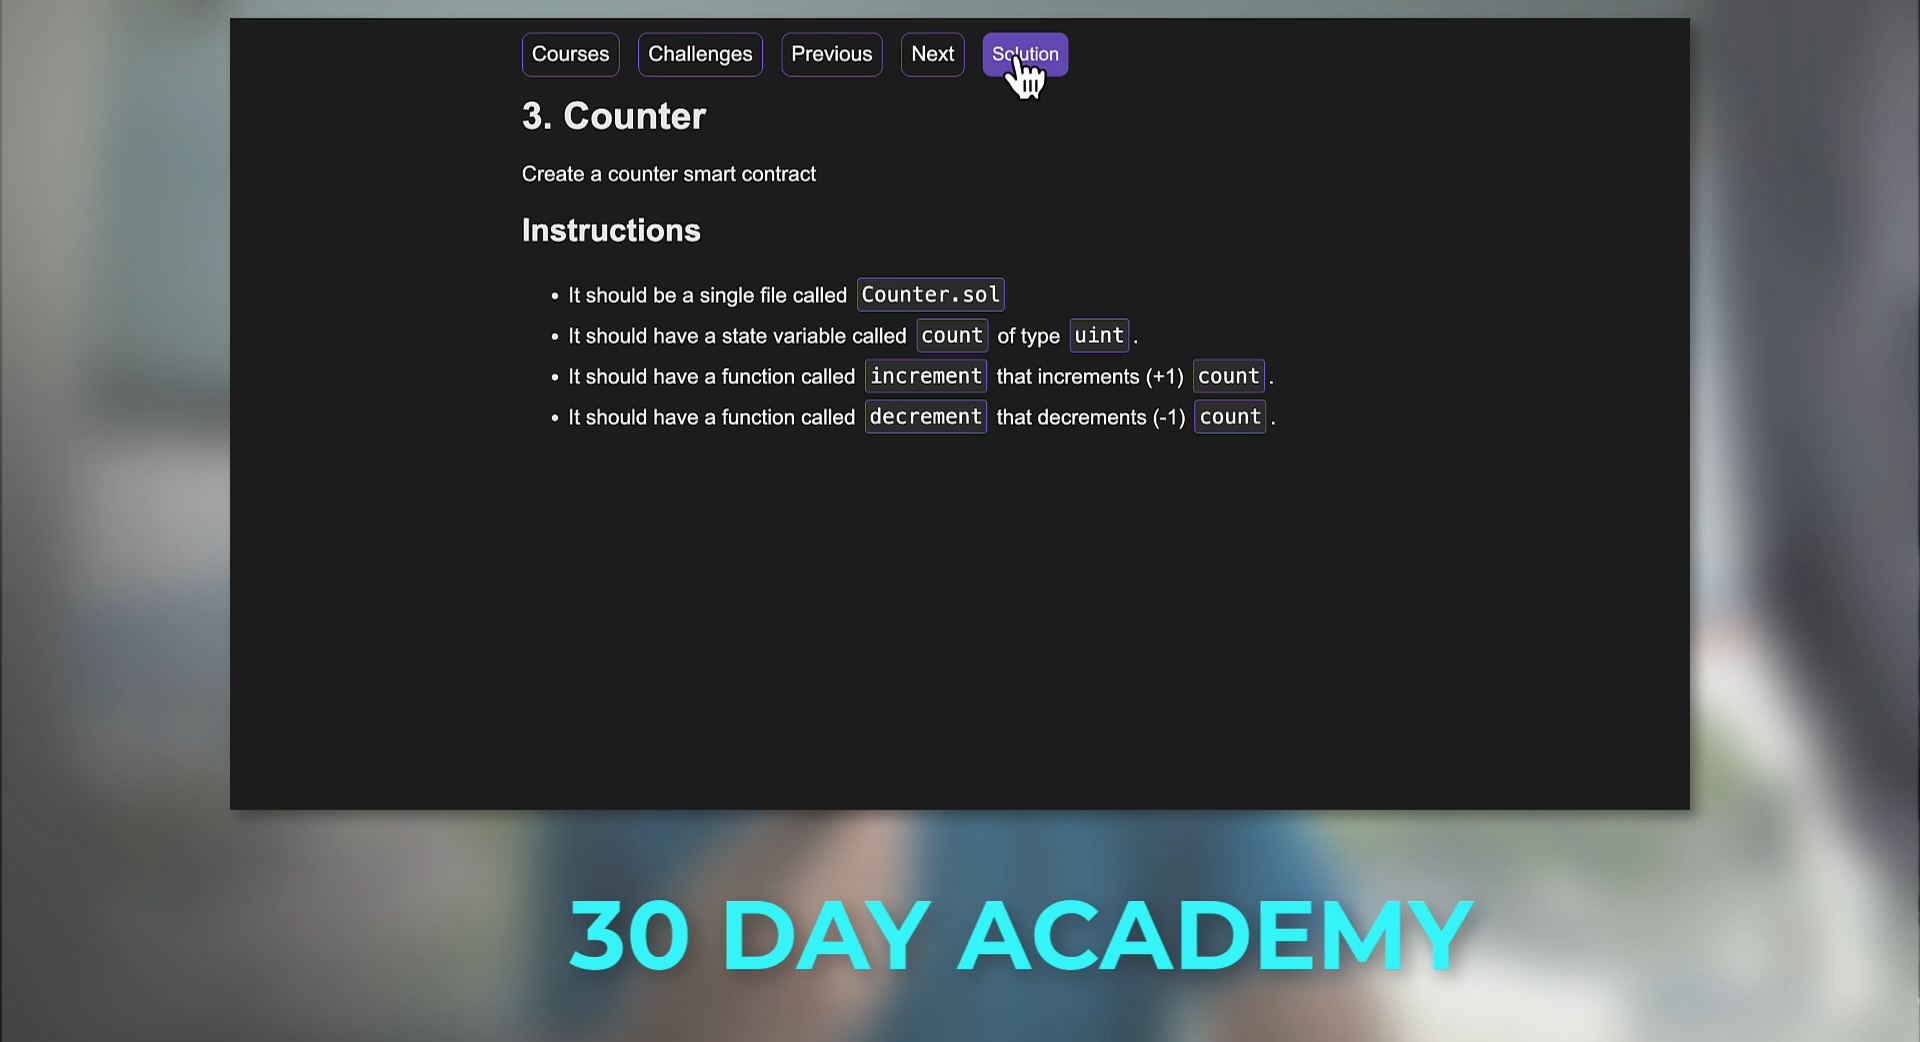 Courses Challenges Previous Next Solution
3. Counter
Create a counter smart contract
Instructions
• It should be a single file called Counter.sol
• It should have a state variable called count of type uint.
• It should have a function called increment that increments (+1) count.
• It should have a function called decrement that decrements (-1) count.
30 DAY ACADEMY